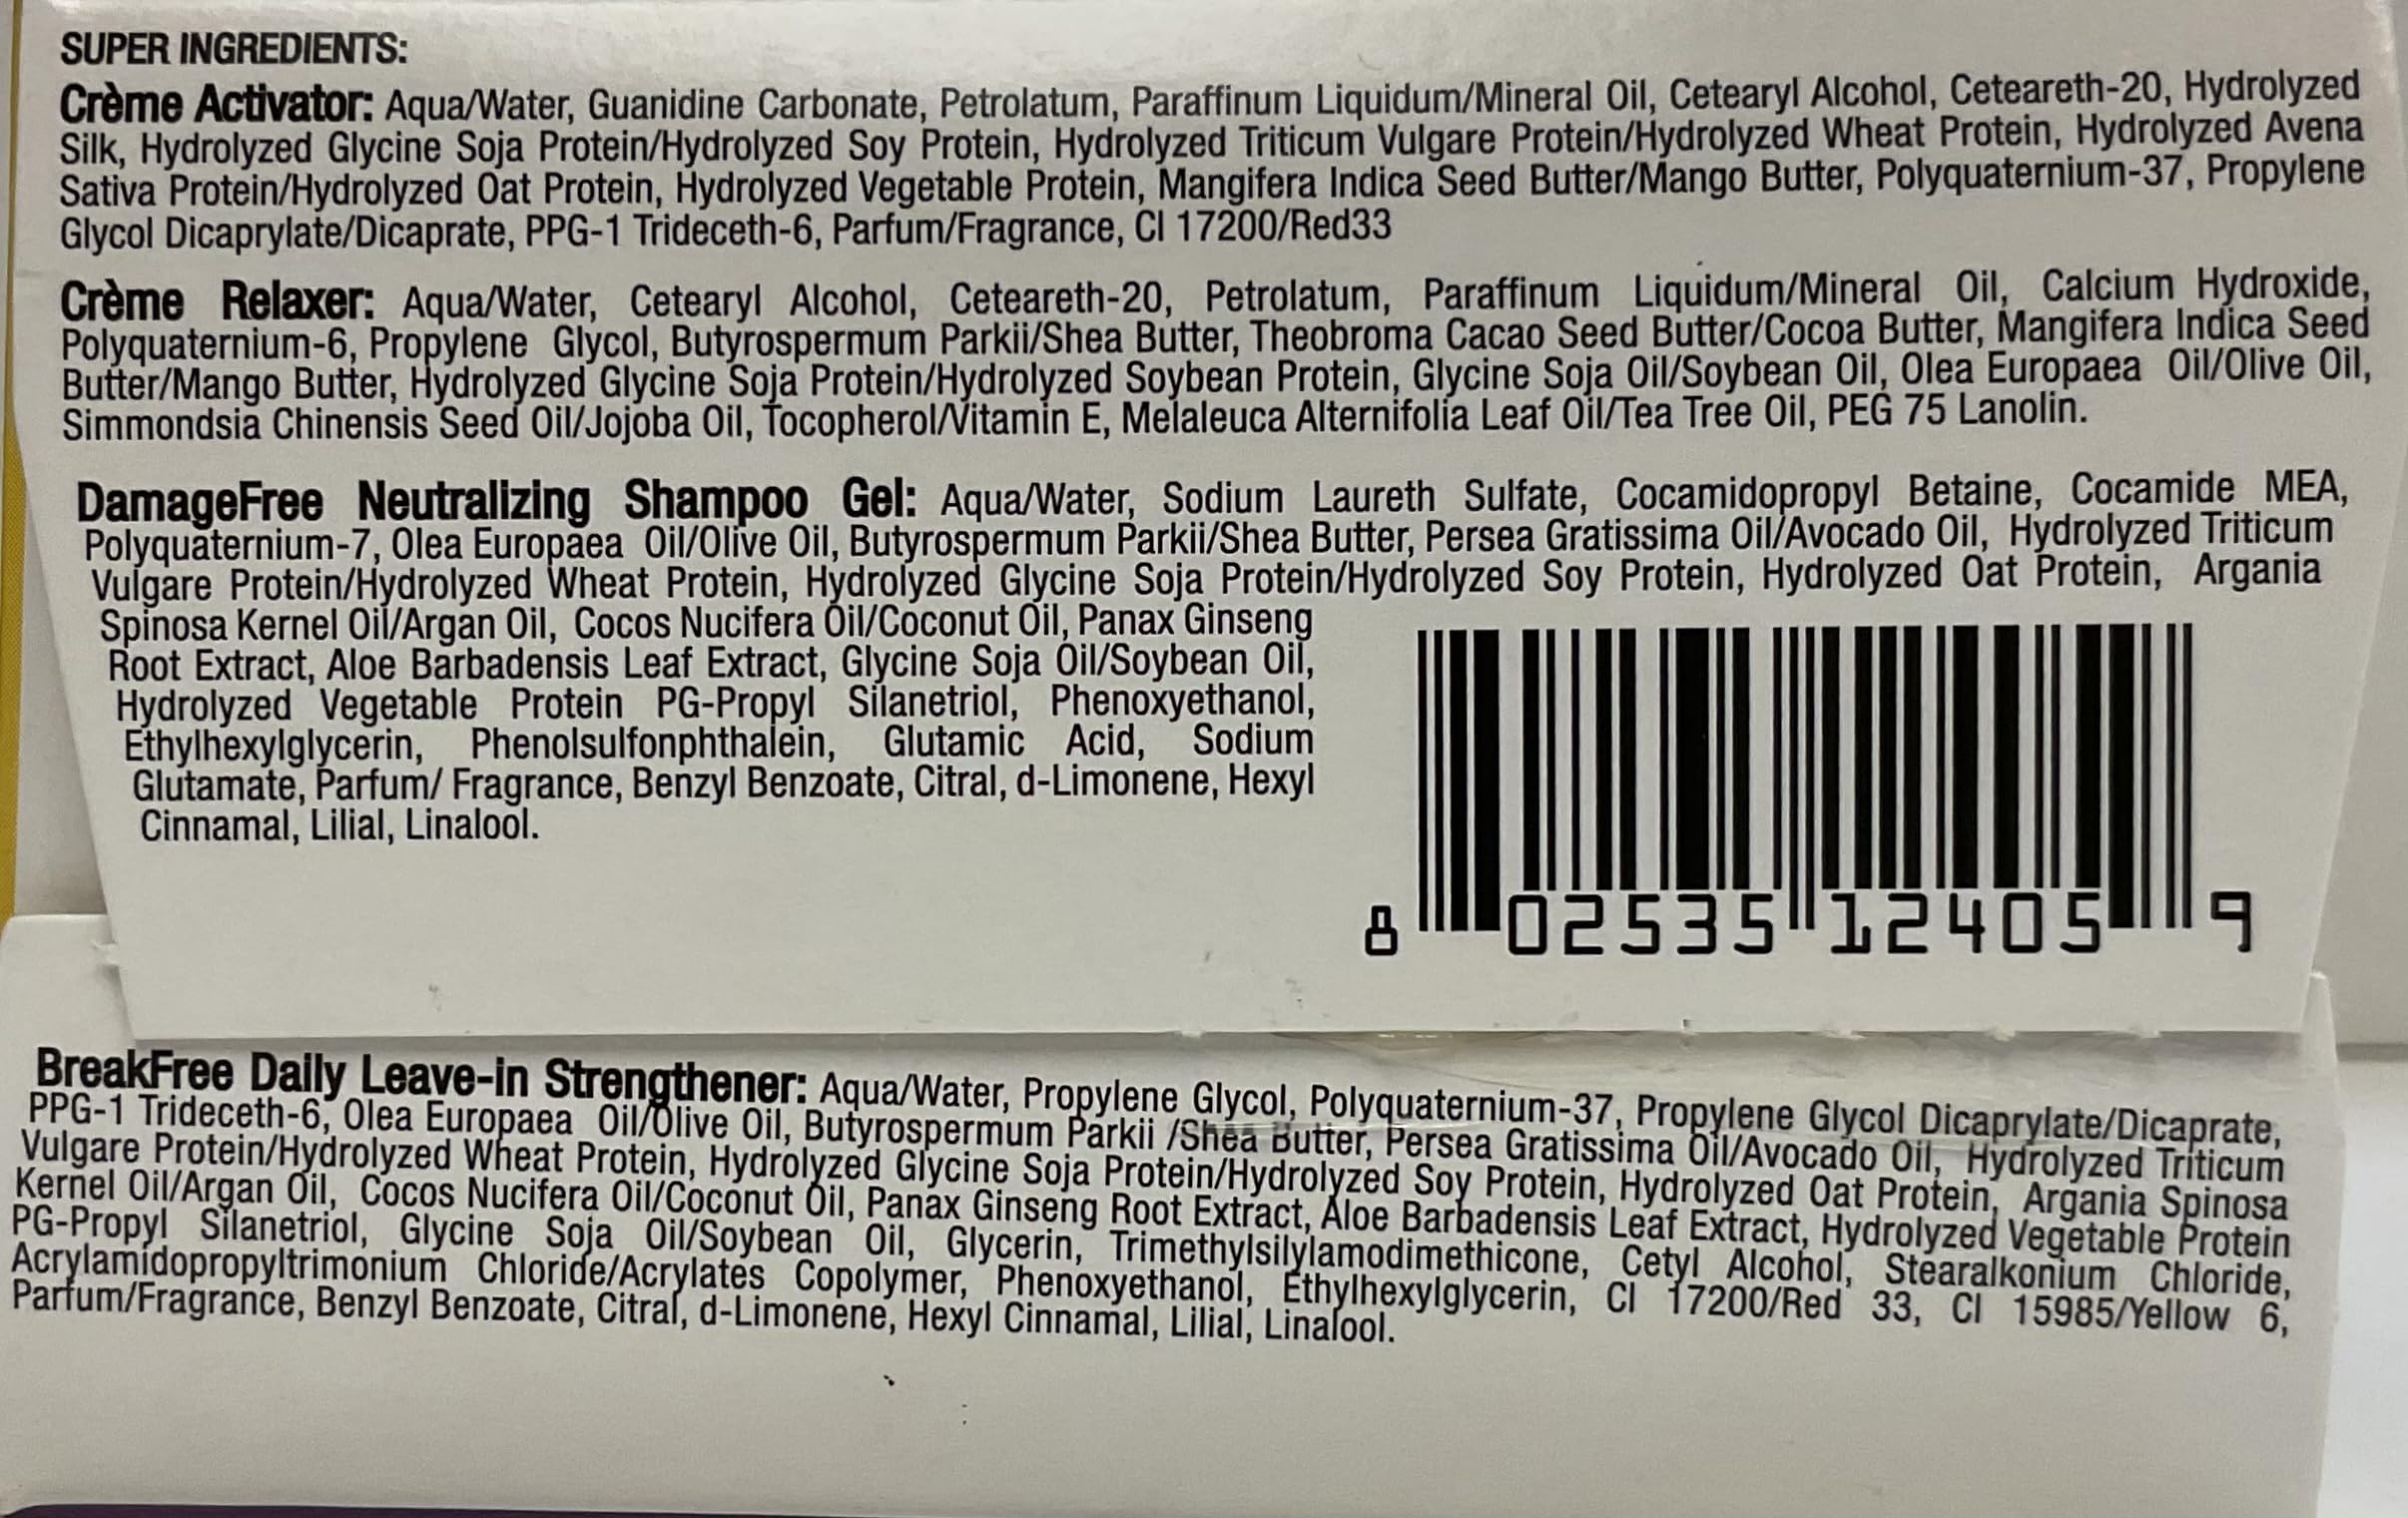 SUPER INGREDIENTS:
Crème Activator: Aqua/Water, Guanidine Carbonate, Petrolatum, Paraffinum Liquidum/Mineral Oil, Cetearyl Alcohol, Ceteareth-20, Hydrolyzed
Silk, Hydrolyzed Glycine Soja Protein/Hydrolyzed Soy Protein, Hydrolyzed Triticum Vulgare Protein/Hydrolyzed Wheat Protein, Hydrolyzed Avena
Sativa Protein/Hydrolyzed Oat Protein, Hydrolyzed Vegetable Protein, Mangifera Indica Seed Butter/Mango Butter, Polyquaternium-37, Propylene
Glycol Dicaprylate/Dicaprate, PPG-1 Trideceth-6, Parfum/Fragrance, CI 17200/Red33
Crème Relaxer: Aqua/Water, Cetearyl Alcohol, Ceteareth-20, Petrolatum, Paraffinum Liquidum/Mineral Oil, Calcium Hydroxide,
Polyquaternium-6, Propylene Glycol, Butyrospermum Parkii/Shea Butter, Theobroma Cacao Seed Butter/Cocoa Butter, Mangifera Indica Seed
Butter/Mango Butter, Hydrolyzed Glycine Soja Protein/Hydrolyzed Soybean Protein, Glycine Soja Oil/Soybean Oil, Olea Europaea Oil/Olive Oil,
Simmondsia Chinensis Seed Oil/Jojoba Oil, Tocopherol/Vitamin E, Melaleuca Alternifolia Leaf Oil/Tea Tree Oil, PEG 75 Lanolin.
DamageFree Neutralizing Shampoo Gel: Aqua/Water, Sodium Laureth Sulfate, Cocamidopropyl Betaine, Cocamide MEA,
Polyquaternium-7, Olea Europaea Oil/Olive Oil, Butyrospermum Parkii/Shea Butter, Persea Gratissima Oil/Avocado Oil, Hydrolyzed Triticum
Vulgare Protein/Hydrolyzed Wheat Protein, Hydrolyzed Glycine Soja Protein/Hydrolyzed Soy Protein, Hydrolyzed Oat Protein, Argania
Spinosa Kernel Oil/Argan Oil, Cocos Nucifera Oil/Coconut Oil, Panax Ginseng
Root Extract, Aloe Barbadensis Leaf Extract, Glycine Soja Oil/Soybean Oil,
Hydrolyzed Vegetable Protein PG-Propyl Silanetriol, Phenoxyethanol,
Ethylhexylglycerin, Phenolsulfonphthalein, Glutamic Acid, Sodium
Glutamate, Parfum/ Fragrance, Benzyl Benzoate, Citral, d-Limonene, Hexyl
Cinnamal, Lilial, Linalool.
8 02535 12405 9
BreakFree Daily Leave-in Strengthener: Aqua/Water, Propylene Glycol, Polyquaternium-37, Propylene Glycol Dicaprylate/Dicaprate,
PPG-1 Trideceth-6, Olea Europaea Oil/Olive Oil, Butyrospermum Parkii /Shea Butter, Persea Gratissima Oil/Avocado Oil, Hydrolyzed Triticum
Vulgare Protein/Hydrolyzed Wheat Protein, Hydrolyzed Glycine Soja Protein/Hydrolyzed Soy Protein, Hydrolyzed Oat Protein, Argania Spinosa
Kernel Oil/Argan Oil, Cocos Nucifera Oil/Coconut Oil, Panax Ginseng Root Extract, Aloe Barbadensis Leaf Extract, Hydrolyzed Vegetable Protein
PG-Propyl Silanetriol, Glycine Soja Oil/Soybean Oil, Glycerin, Trimethylsilylamodimethicone, Cetyl Alcohol, Stearalkonium Chloride,
Acrylamidopropyltrimonium Chloride/Acrylates Copolymer, Phenoxyethanol, Ethylhexylglycerin, CI 17200/Red 33, CI 15985/Yellow 6,
Parfum/Fragrance, Benzyl Benzoate, Citral, d-Limonene, Hexyl Cinnamal, Lilial, Linalool.